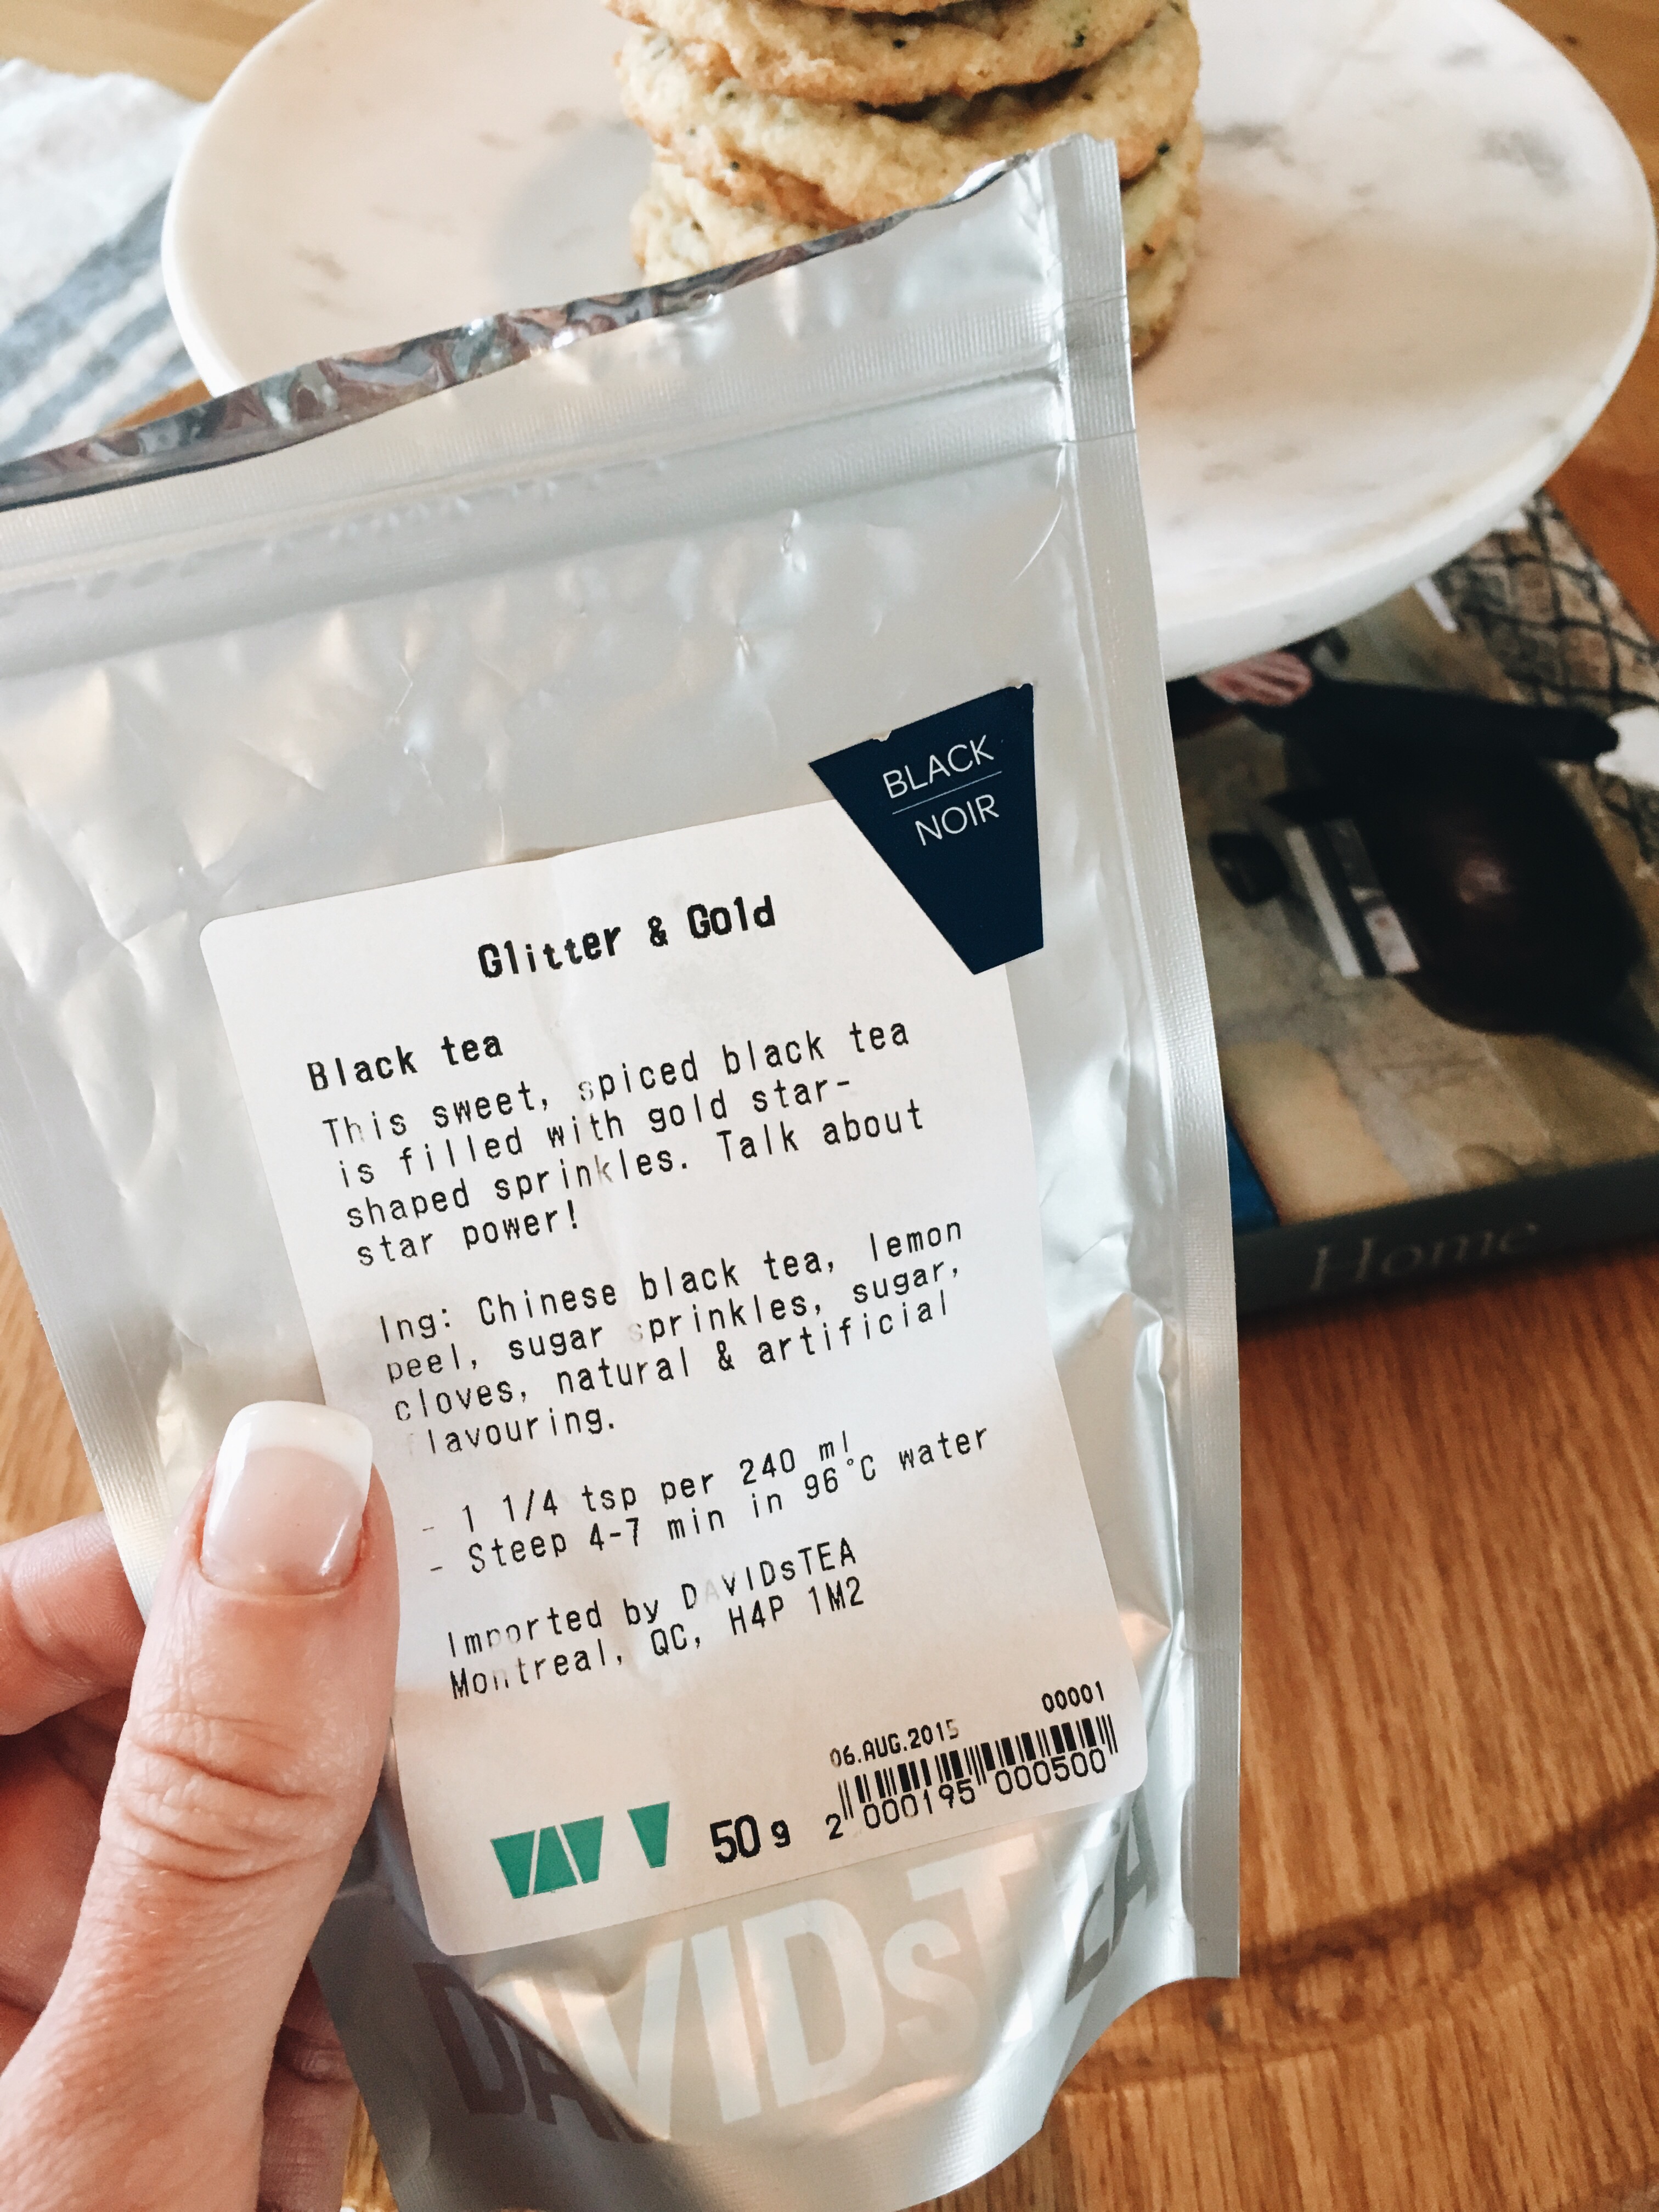 BLACK
NOIR
Glitter & Gold
Black tea
This sweet, spiced black tea
is filled with gold star-
shaped sprinkles. Talk about
star power!
Ing: Chinese black tea, lemon
peel, sugar sprinkles, sugar,
cloves, natural & artificial
lavouring.
- 1 1/4 tsp per 240 ml
- Steep 4-7 min in 96°C water
Imported by DAVIDsTEA
Montreal, QC, H4P 1M2
00001
06.AUG.2015
50 g
2 000195 000500
DAVIDsTEA
Home